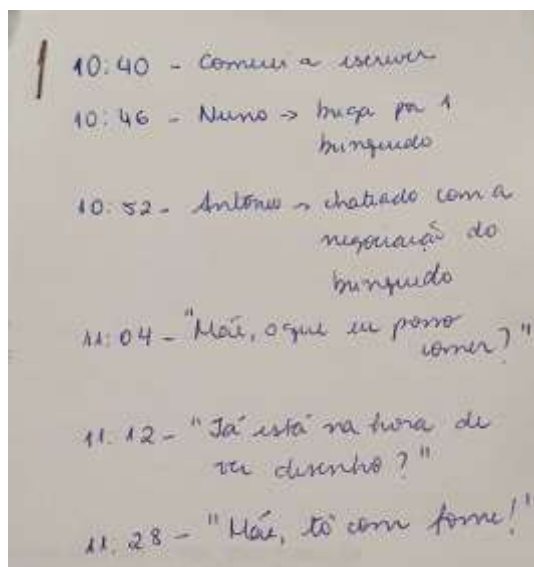 10:40 - Comecei a escrever
10:46 - Nuno → briga por 1
brinquedo
10:52 - Antônio → chateado com a
negociação do
brinquedo
11:04 - "Mãe, o que eu posso
comer?"
11:12 - "Já está na hora de
ver desenho?"
11:28 - "Mãe, tô com fome!"